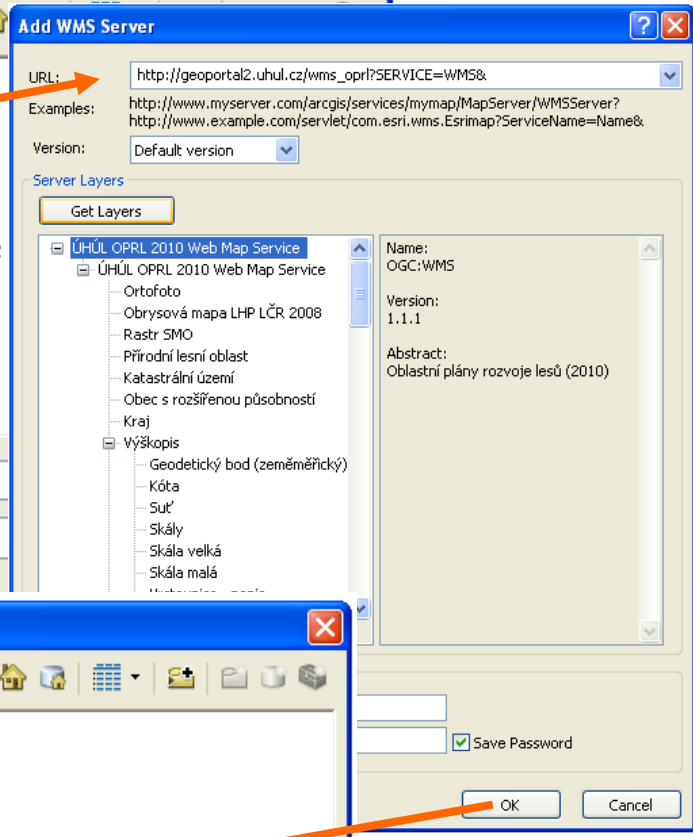 Add WMS Server
URL:
http://geoportal2.uhul.cz/wms_oprl?SERVICE=WMS&
Examples:
http://www.myserver.com/arcgis/services/mymap/MapServer/WMSServer?
http://www.example.com/servlet/com.esri.wms.Esrimap?ServiceName=Name&
Version:
Default version
Server Layers
Get Layers
ÚHÚL OPRL 2010 Web Map Service
ÚHÚL OPRL 2010 Web Map Service
Ortofoto
Obrysová mapa LHP LČR 2008
Rastr SMO
Přírodní lesní oblast
Katastrální území
Obec s rozšířenou působností
Kraj
Výškopis
Geodetický bod (zeměměřický)
Kóta
Suť
Skály
Skála velká
Skála malá
Name:
OGC:WMS
Version:
1.1.1
Abstract:
Oblastní plány rozvoje lesů (2010)
Save Password
OK
Cancel